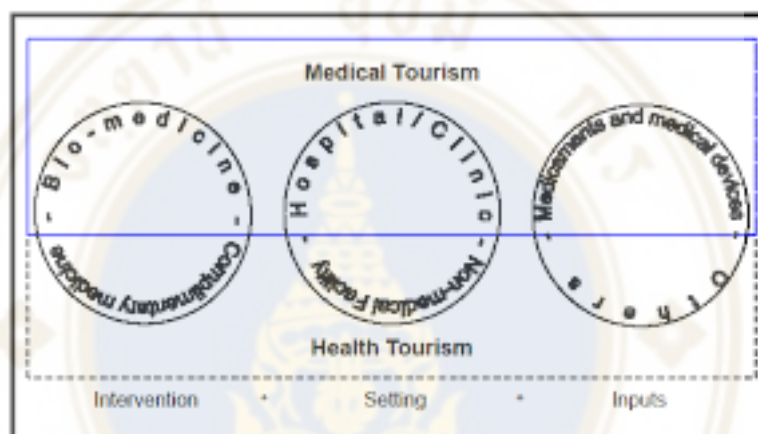 Medical Tourism
- Bio-medicine -
- Hospital/Clinic -
- Medicaments and medical devices -
Complimentary medicine
Non-medical Facility
Others
Health Tourism
Intervention + Setting + Inputs